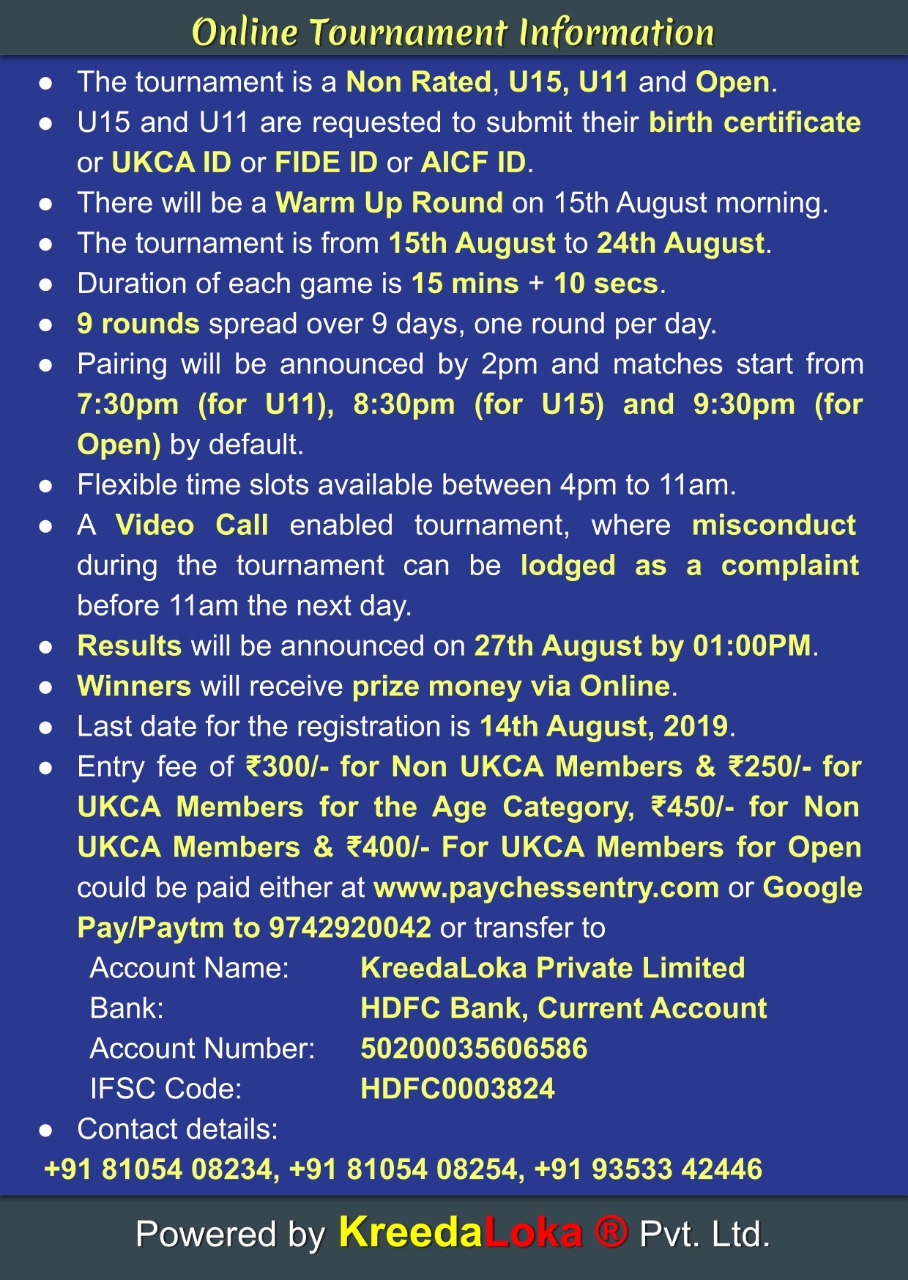 Online Tournament Information
● The tournament is a Non Rated, U15, U11 and Open.
● U15 and U11 are requested to submit their birth certificate
or UKCA ID or FIDE ID or AICF ID.
● There will be a Warm Up Round on 15th August morning.
● The tournament is from 15th August to 24th August.
● Duration of each game is 15 mins + 10 secs.
● 9 rounds spread over 9 days, one round per day.
● Pairing will be announced by 2pm and matches start from
7:30pm (for U11), 8:30pm (for U15) and 9:30pm (for
Open) by default.
● Flexible time slots available between 4pm to 11am.
● A Video Call enabled tournament, where misconduct
during the tournament can be lodged as a complaint
before 11am the next day.
● Results will be announced on 27th August by 01:00PM.
● Winners will receive prize money via Online.
● Last date for the registration is 14th August, 2019.
● Entry fee of ₹300/- for Non UKCA Members & ₹250/- for
UKCA Members for the Age Category, ₹450/- for Non
UKCA Members & ₹400/- For UKCA Members for Open
could be paid either at www.paychessentry.com or Google
Pay/Paytm to 9742920042 or transfer to
Account Name: KreedaLoka Private Limited
Bank: HDFC Bank, Current Account
Account Number: 50200035606586
IFSC Code: HDFC0003824
● Contact details:
+91 81054 08234, +91 81054 08254, +91 93533 42446
Powered by KreedaLoka ® Pvt. Ltd.